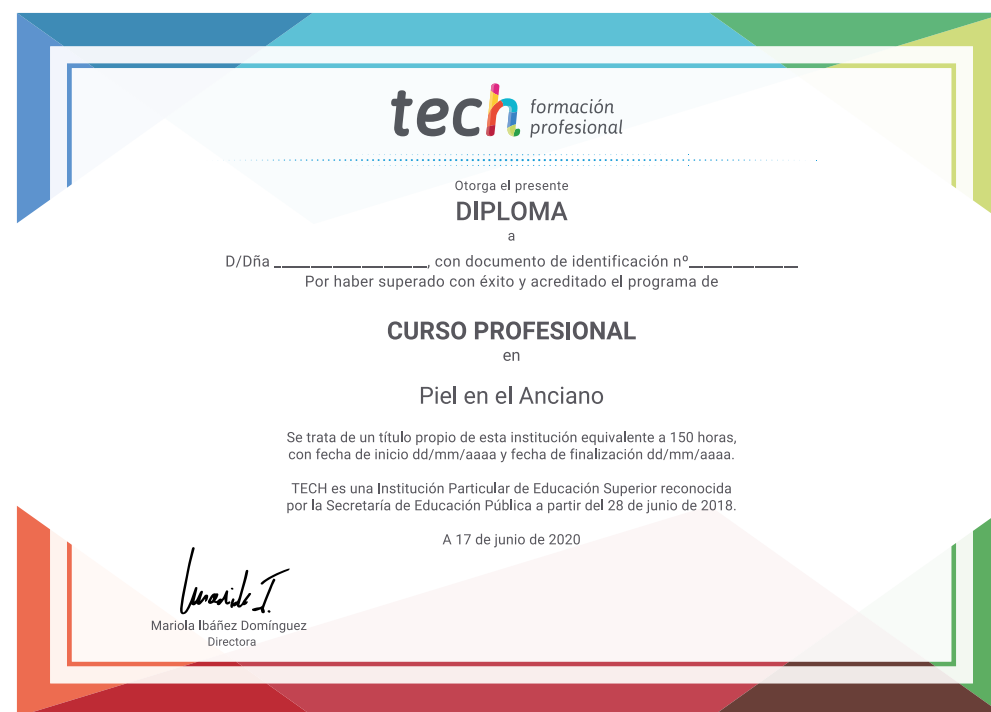 tech formación
profesional
Otorga el presente
DIPLOMA
a
D/Dña ____________________, con documento de identificación nº______________
Por haber superado con éxito y acreditado el programa de
CURSO PROFESIONAL
en
Piel en el Anciano
Se trata de un título propio de esta institución equivalente a 150 horas,
con fecha de inicio dd/mm/aaaa y fecha de finalización dd/mm/aaaa.
TECH es una Institución Particular de Educación Superior reconocida
por la Secretaría de Educación Pública a partir del 28 de junio de 2018.
A 17 de junio de 2020
Mariola I.
Mariola Ibáñez Domínguez
Directora